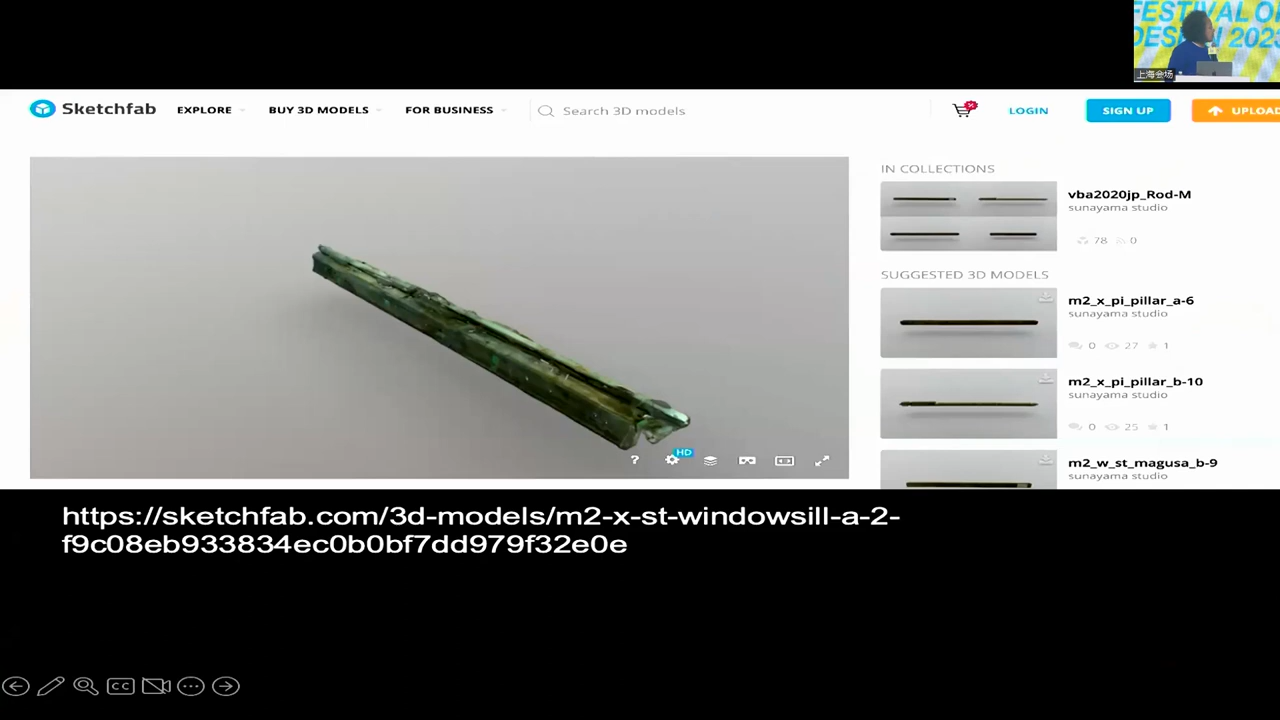 FESTIVAL OF
DESIGN 2023
上海会场
Sketchfab
EXPLORE
BUY 3D MODELS
FOR BUSINESS
Search 3D models
LOGIN
SIGN UP
UPLOAD
IN COLLECTIONS
vba2020jp_Rod-M
sunayama studio
78 0
SUGGESTED 3D MODELS
m2_x_pi_pillar_a-6
sunayama studio
0 27 1
m2_x_pi_pillar_b-10
sunayama studio
0 25 1
m2_w_st_magusa_b-9
sunayama studio
? HD
https://sketchfab.com/3d-models/m2-x-st-windowsill-a-2-
f9c08eb933834ec0b0bf7dd979f32e0e
CC